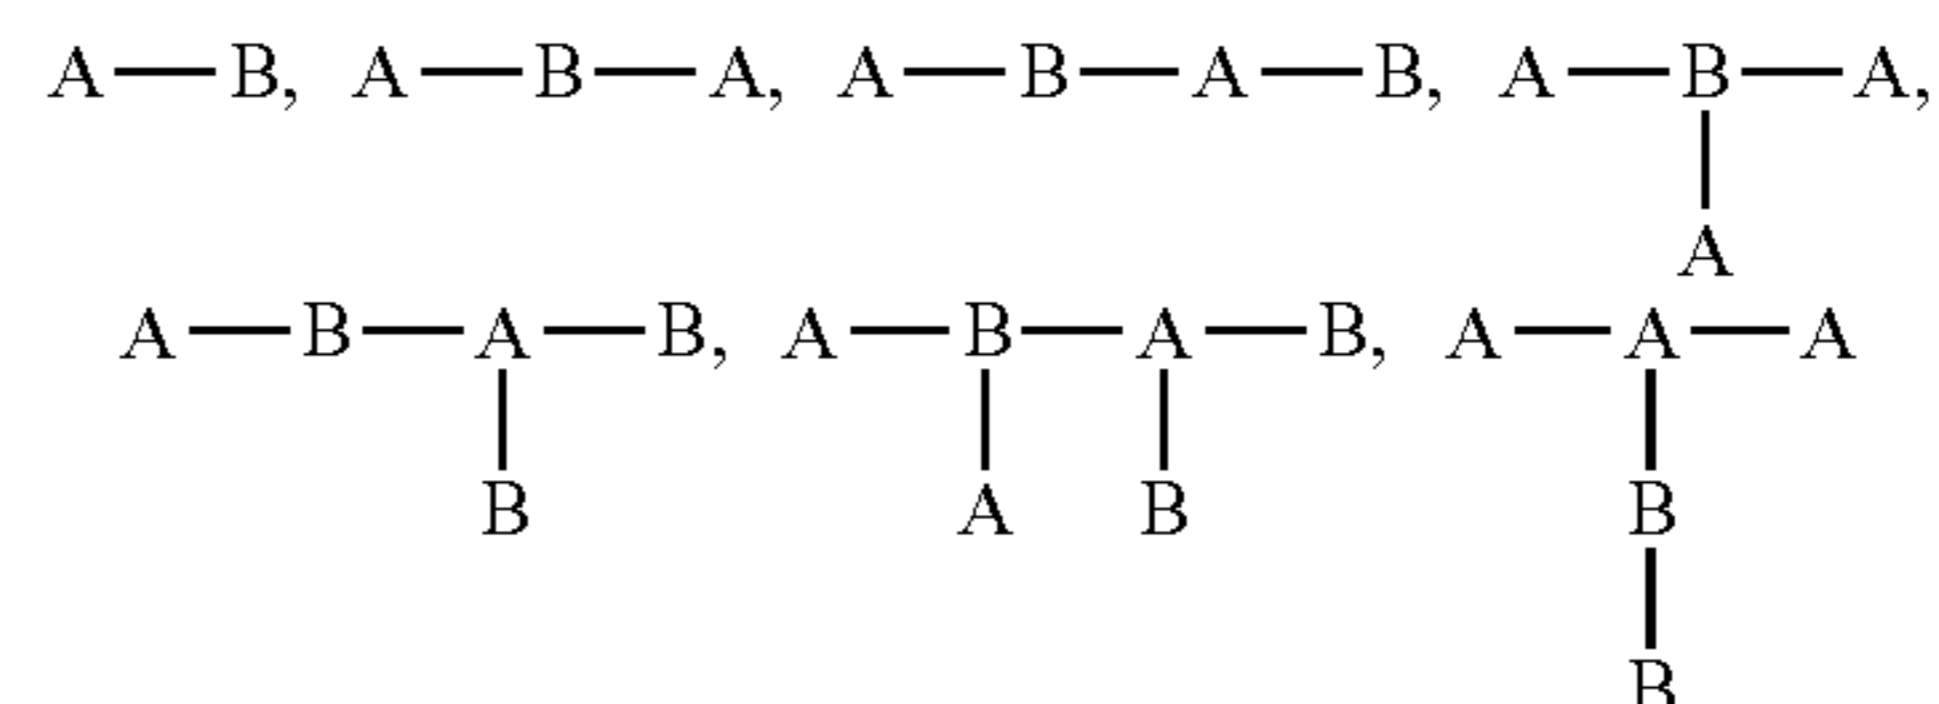 A—B, A—B—A, A—B—A—B, A—B—A,
A
A—B—A—B, A—B—A—B, A—A—A
B A B B
B